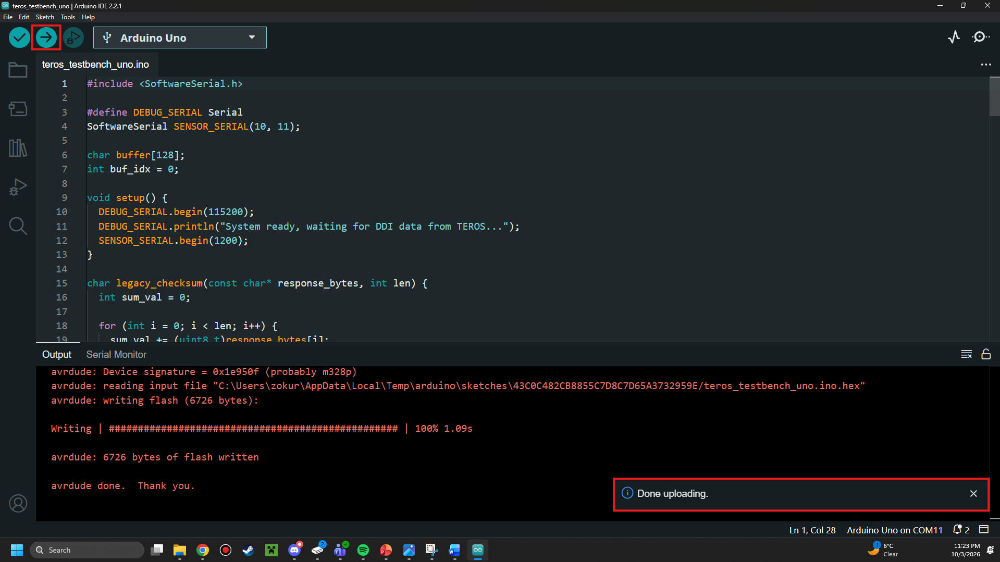 teros_testbench_uno | Arduino IDE 2.2.1
File Edit Sketch Tools Help
Arduino Uno
teros_testbench_uno.ino
1 #include <SoftwareSerial.h>
2
3 #define DEBUG_SERIAL Serial
4 SoftwareSerial SENSOR_SERIAL(10, 11);
5
6 char buffer[128];
7 int buf_idx = 0;
8
9 void setup() {
10 DEBUG_SERIAL.begin(115200);
11 DEBUG_SERIAL.println("System ready, waiting for DDI data from TEROS...");
12 SENSOR_SERIAL.begin(1200);
13 }
14
15 char legacy_checksum(const char* response_bytes, int len) {
16 int sum_val = 0;
17
18 for (int i = 0; i < len; i++) {
19 sum_val += (uint8_t)response_bytes[i];
Output Serial Monitor
avrdude: Device signature = 0x1e950f (probably m328p)
avrdude: reading input file "C:\Users\zokur\AppData\Local\Temp\arduino\sketches\43C0C482CB8855C7D8C7D65A3732959E/teros_testbench_uno.ino.hex"
avrdude: writing flash (6726 bytes):
Writing | ################################################## | 100% 1.09s
avrdude: 6726 bytes of flash written
avrdude done.  Thank you.
Done uploading.
Ln 1, Col 28 Arduino Uno on COM11 2
Search
2
1
6°C
Clear
11:23 PM
10/3/2026